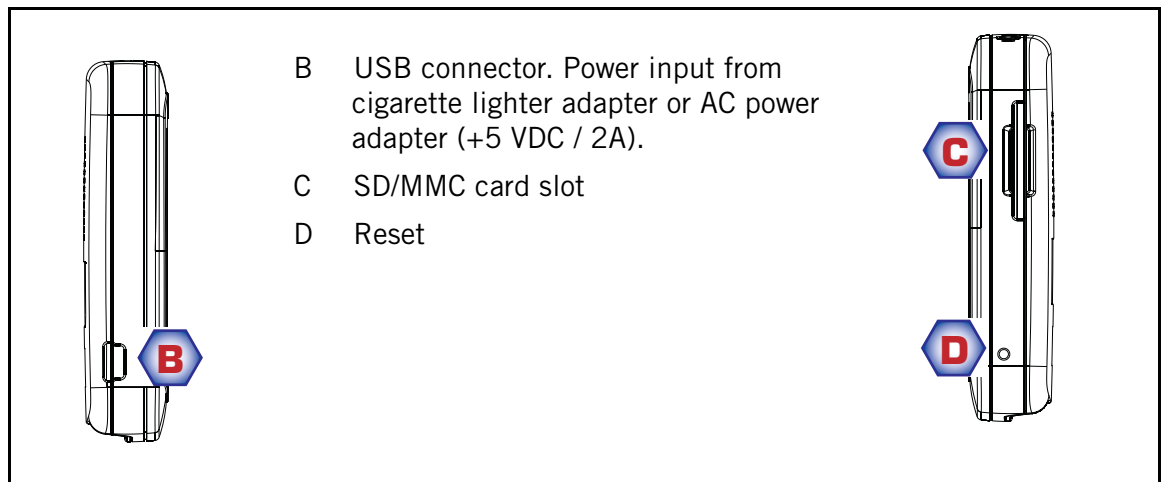 B USB connector. Power input from
cigarette lighter adapter or AC power
adapter (+5 VDC / 2A).
C SD/MMC card slot
D Reset
B
C
D